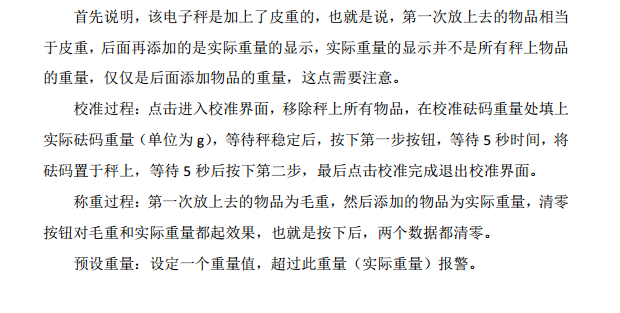 首先说明，该电子秤是加上了皮重的，也就是说，第一次放上去的物品相当
于皮重，后面再添加的是实际重量的显示，实际重量的显示并不是所有秤上物品
的重量，仅仅是后面添加物品的重量，这点需要注意。
校准过程：点击进入校准界面，移除秤上所有物品，在校准砝码重量处填上
实际砝码重量（单位为 g），等待秤稳定后，按下第一步按钮，等待 5 秒时间，将
砝码置于秤上，等待 5 秒后按下第二步，最后点击校准完成退出校准界面。
称重过程：第一次放上去的物品为毛重，然后添加的物品为实际重量，清零
按钮对毛重和实际重量都起效果，也就是按下后，两个数据都清零。
预设重量：设定一个重量值，超过此重量（实际重量）报警。